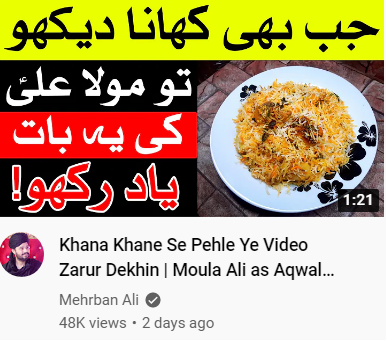 جب بھی کھانا دیکھو
تو مولا علیؑ
کی یہ بات
یاد رکھو!
1:21
Khana Khane Se Pehle Ye Video
Zarur Dekhin | Moula Ali as Aqwal...
Mehrban Ali
48K views • 2 days ago